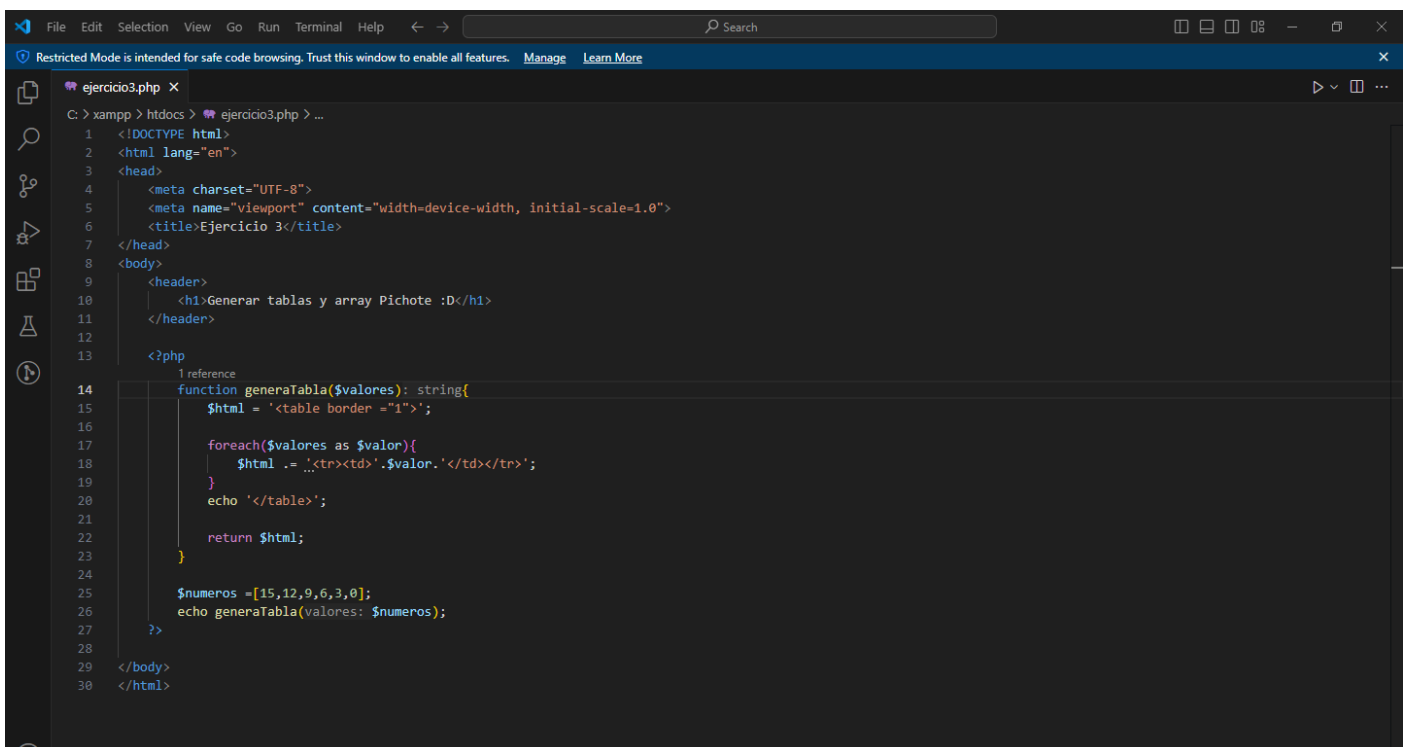 File Edit Selection View Go Run Terminal Help Search
Restricted Mode is intended for safe code browsing. Trust this window to enable all features. Manage Learn More
ejercicio3.php
C: > xampp > htdocs > ejercicio3.php > ...
1 <!DOCTYPE html>
2 <html lang="en">
3 <head>
4 <meta charset="UTF-8">
5 <meta name="viewport" content="width=device-width, initial-scale=1.0">
6 <title>Ejercicio 3</title>
7 </head>
8 <body>
9 <header>
10 <h1>Generar tablas y array Pichote :D</h1>
11 </header>
12
13 <?php
1 reference
14 function generaTabla($valores): string{
15 $html = '<table border ="1">';
16
17 foreach($valores as $valor){
18 $html .= '<tr><td>'.$valor.'</td></tr>';
19 }
20 echo '</table>';
21
22 return $html;
23 }
24
25 $numeros =[15,12,9,6,3,0];
26 echo generaTabla(valores: $numeros);
27 ?>
28
29 </body>
30 </html>